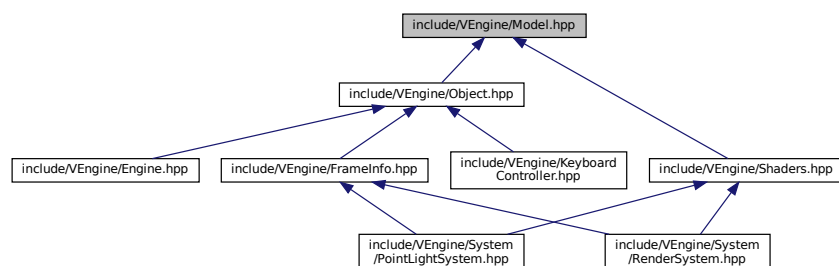 include/VEngine/Model.hpp
include/VEngine/Object.hpp
include/VEngine/Engine.hpp
include/VEngine/FrameInfo.hpp
include/VEngine/Keyboard
Controller.hpp
include/VEngine/Shaders.hpp
include/VEngine/System
/PointLightSystem.hpp
include/VEngine/System
/RenderSystem.hpp